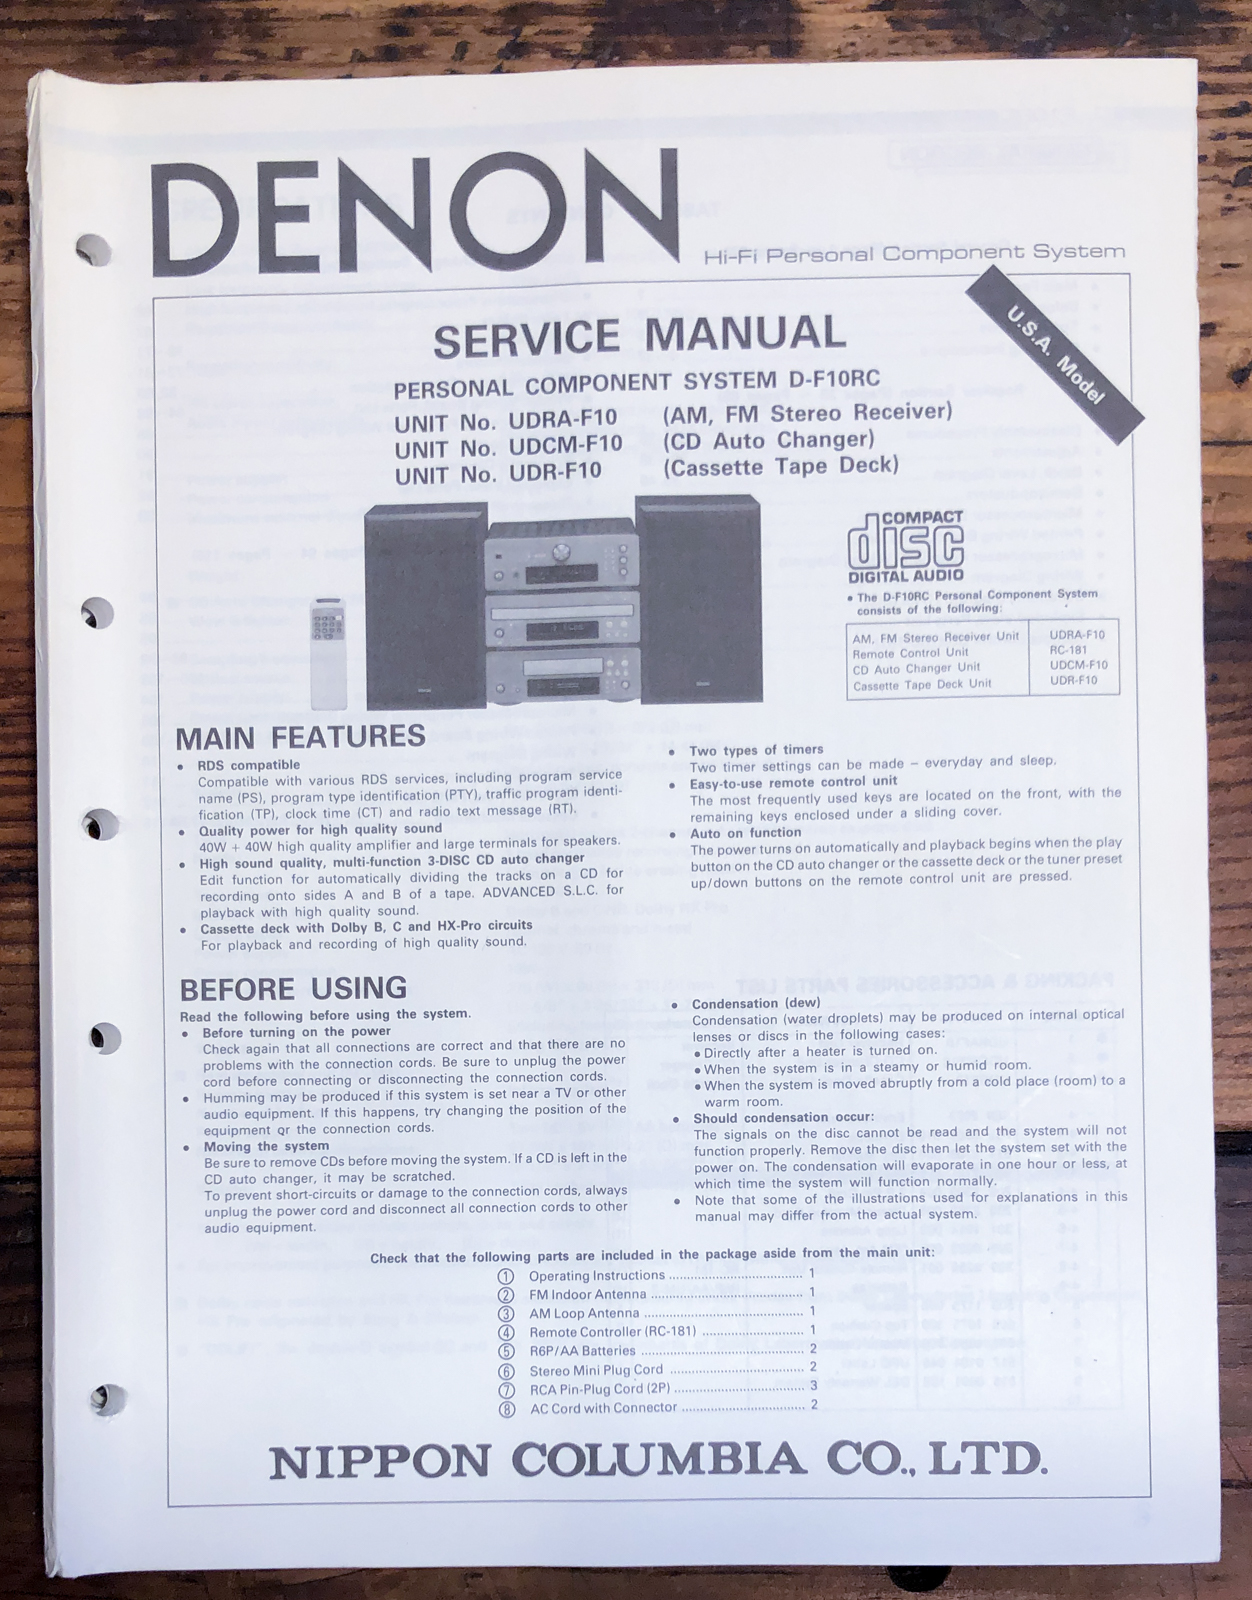 DENON
Hi-Fi Personal Component System
U.S.A. Model
SERVICE MANUAL
PERSONAL COMPONENT SYSTEM D-F10RC
UNIT No. UDRA-F10 (AM, FM Stereo Receiver)
UNIT No. UDCM-F10 (CD Auto Changer)
UNIT No. UDR-F10 (Cassette Tape Deck)
COMPACT
disc
DIGITAL AUDIO
• The D-F10RC Personal Component System
consists of the following:
AM, FM Stereo Receiver Unit UDRA-F10
Remote Control Unit RC-181
CD Auto Changer Unit UDCM-F10
Cassette Tape Deck Unit UDR-F10
MAIN FEATURES
• RDS compatible
Compatible with various RDS services, including program service
name (PS), program type identification (PTY), traffic program identi-
fication (TP), clock time (CT) and radio text message (RT).
• Quality power for high quality sound
40W + 40W high quality amplifier and large terminals for speakers.
• High sound quality, multi-function 3-DISC CD auto changer
Edit function for automatically dividing the tracks on a CD for
recording onto sides A and B of a tape. ADVANCED S.L.C. for
playback with high quality sound.
• Cassette deck with Dolby B, C and HX-Pro circuits
For playback and recording of high quality sound.
• Two types of timers
Two timer settings can be made – everyday and sleep.
• Easy-to-use remote control unit
The most frequently used keys are located on the front, with the
remaining keys enclosed under a sliding cover.
• Auto on function
The power turns on automatically and playback begins when the play
button on the CD auto changer or the cassette deck or the tuner preset
up/down buttons on the remote control unit are pressed.
BEFORE USING
Read the following before using the system.
• Before turning on the power
Check again that all connections are correct and that there are no
problems with the connection cords. Be sure to unplug the power
cord before connecting or disconnecting the connection cords.
• Humming may be produced if this system is set near a TV or other
audio equipment. If this happens, try changing the position of the
equipment or the connection cords.
• Moving the system
Be sure to remove CDs before moving the system. If a CD is left in the
CD auto changer, it may be scratched.
To prevent short-circuits or damage to the connection cords, always
unplug the power cord and disconnect all connection cords to other
audio equipment.
• Condensation (dew)
Condensation (water droplets) may be produced on internal optical
lenses or discs in the following cases:
• Directly after a heater is turned on.
• When the system is in a steamy or humid room.
• When the system is moved abruptly from a cold place (room) to a
warm room.
• Should condensation occur:
The signals on the disc cannot be read and the system will not
function properly. Remove the disc then let the system set with the
power on. The condensation will evaporate in one hour or less, at
which time the system will function normally.
• Note that some of the illustrations used for explanations in this
manual may differ from the actual system.
Check that the following parts are included in the package aside from the main unit:
① Operating Instructions .................................. 1
② FM Indoor Antenna ...................................... 1
③ AM Loop Antenna ........................................ 1
④ Remote Controller (RC-181) .......................... 1
⑤ R6P/AA Batteries ......................................... 2
⑥ Stereo Mini Plug Cord ................................... 2
⑦ RCA Pin-Plug Cord (2P) ................................. 3
⑧ AC Cord with Connector ................................ 2
NIPPON COLUMBIA CO., LTD.